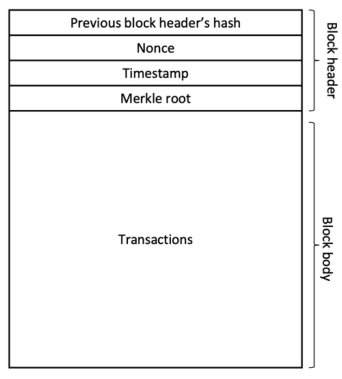 Previous block header's hash
Nonce
Timestamp
Merkle root
Block header
Transactions
Block body